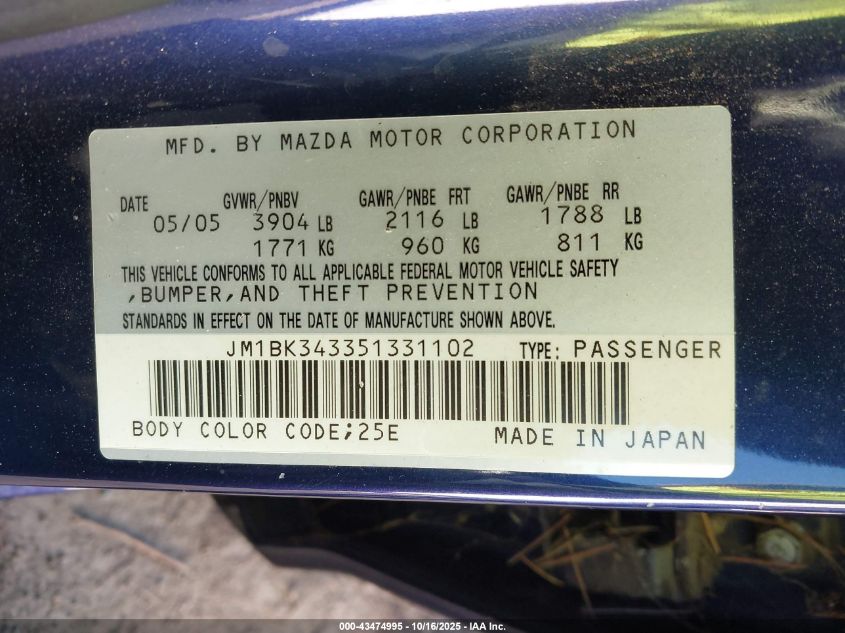 MFD. BY MAZDA MOTOR CORPORATION
DATE GVWR/PNBV GAWR/PNBE FRT GAWR/PNBE RR
05/05 3904 LB 2116 LB 1788 LB
1771 KG 960 KG 811 KG
THIS VEHICLE CONFORMS TO ALL APPLICABLE FEDERAL MOTOR VEHICLE SAFETY
,BUMPER,AND THEFT PREVENTION
STANDARDS IN EFFECT ON THE DATE OF MANUFACTURE SHOWN ABOVE.
JM1BK343351331102 TYPE: PASSENGER
BODY COLOR CODE;25E MADE IN JAPAN
000-43474995 - 10/16/2025 - IAA, Inc.